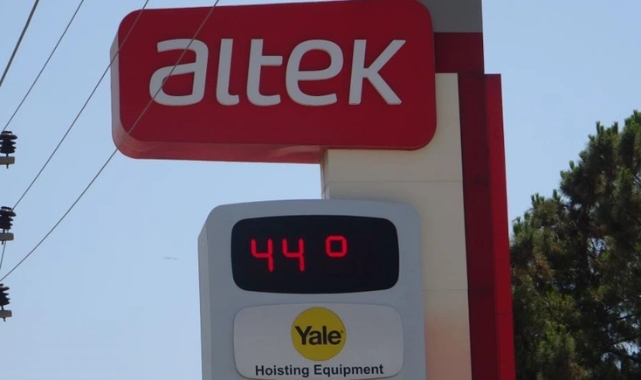 altek
44°
Yale
Hoisting Equipment